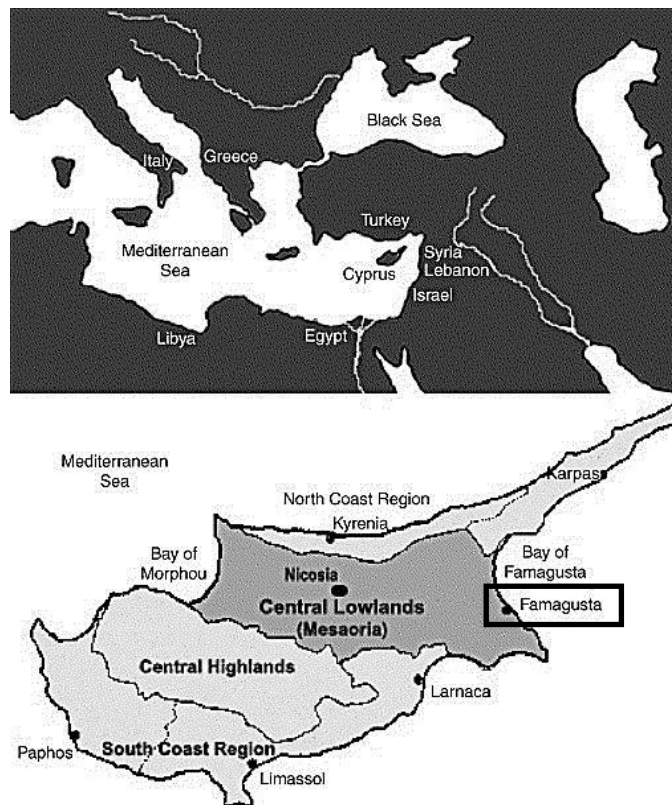 Black Sea
Italy
Greece
Turkey
Mediterranean
Sea
Cyprus
Syria
Lebanon
Israel
Libya
Egypt
Mediterranean
Sea
Karpas
North Coast Region
Kyrenia
Bay of
Morphou
Bay of
Famagusta
Nicosia
Famagusta
Central Lowlands
(Mesaoria)
Central Highlands
Larnaca
Paphos
South Coast Region
Limassol